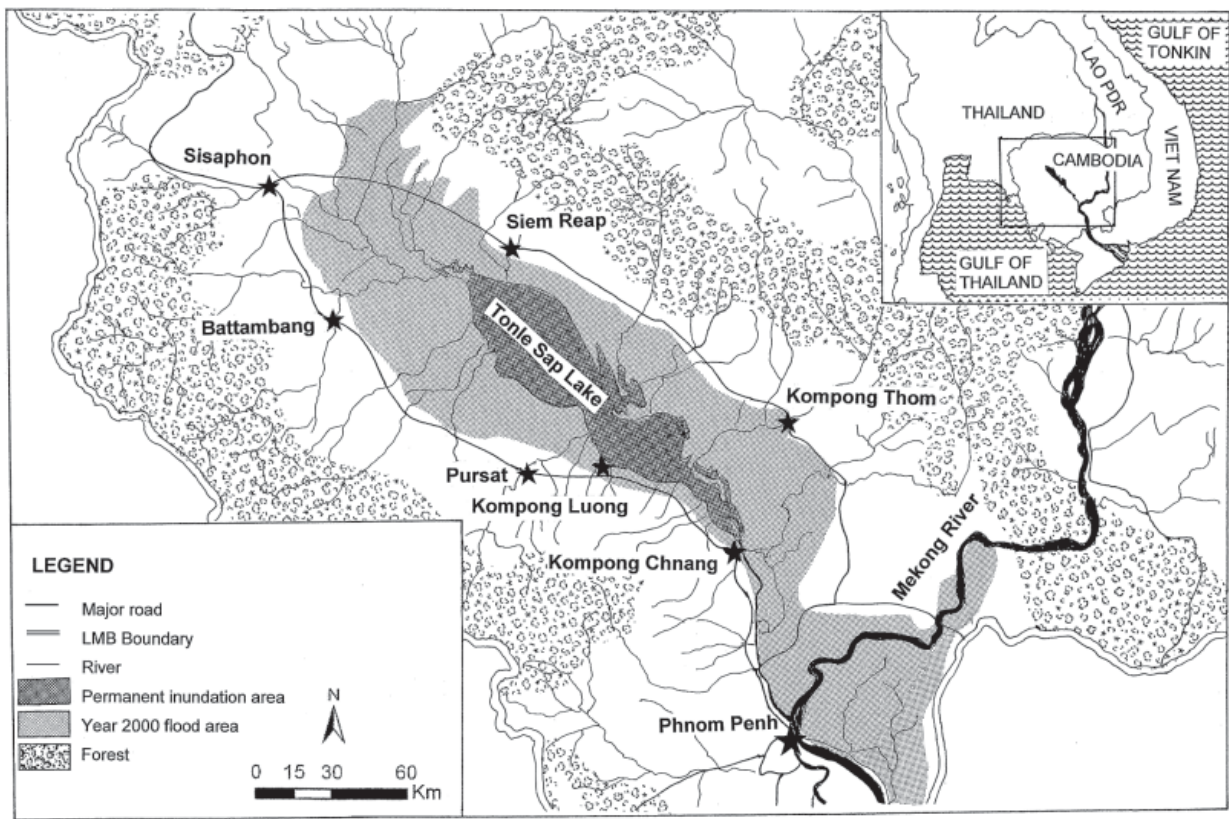 GULF OF
TONKIN
LAO PDR
THAILAND
VIET NAM
CAMBODIA
GULF OF
THAILAND
Sisaphon
Siem Reap
Battambang
Tonle Sap Lake
Kompong Thom
Pursat
Kompong Luong
Kompong Chnang
Mekong River
Phnom Penh
LEGEND
Major road
LMB Boundary
River
Permanent inundation area
Year 2000 flood area
Forest
N
0 15 30 60
Km